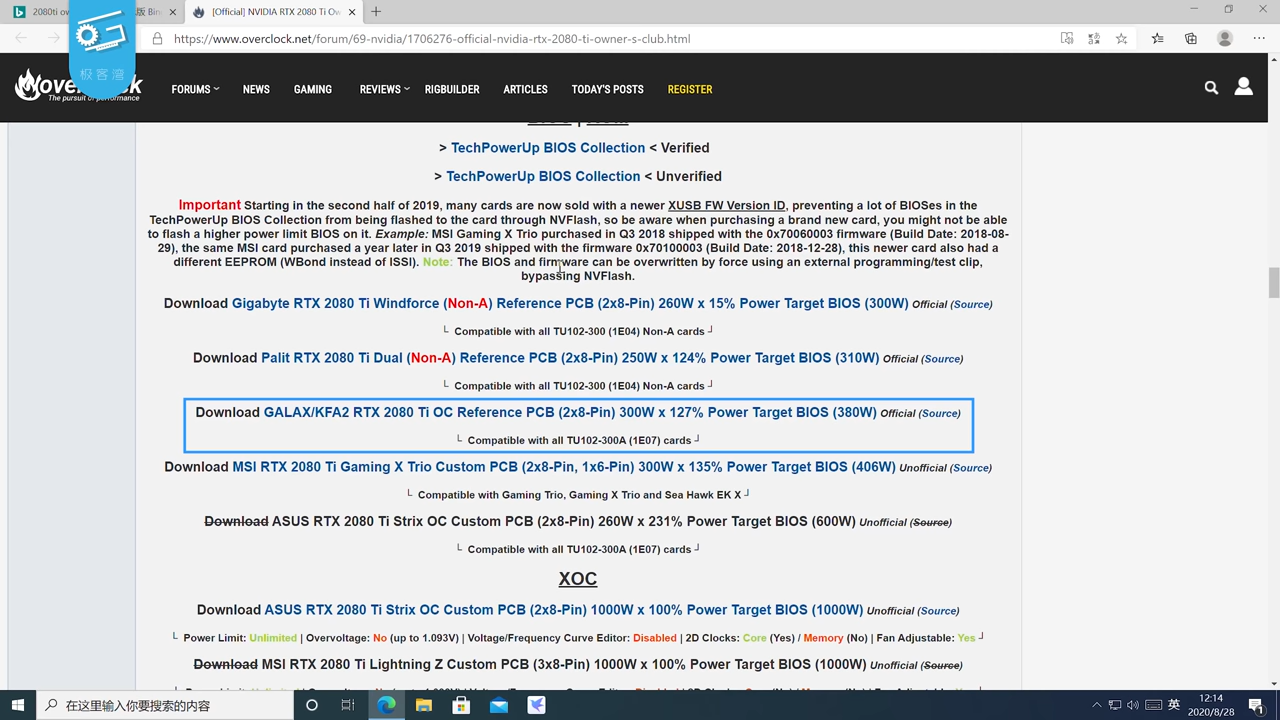 2080ti ov
版 Bin
[Official] NVIDIA RTX 2080 Ti Ow
https://www.overclock.net/forum/69-nvidia/1706276-official-nvidia-rtx-2080-ti-owner-s-club.html
极客湾
overclock
The pursuit of performance
FORUMS NEWS GAMING REVIEWS RIGBUILDER ARTICLES TODAY'S POSTS REGISTER
> TechPowerUp BIOS Collection < Verified
> TechPowerUp BIOS Collection < Unverified
Important Starting in the second half of 2019, many cards are now sold with a newer XUSB FW Version ID, preventing a lot of BIOSes in the
TechPowerUp BIOS Collection from being flashed to the card through NVFlash, so be aware when purchasing a brand new card, you might not be able
to flash a higher power limit BIOS on it. Example: MSI Gaming X Trio purchased in Q3 2018 shipped with the 0x70060003 firmware (Build Date: 2018-08-
29), the same MSI card purchased a year later in Q3 2019 shipped with the firmware 0x70100003 (Build Date: 2018-12-28), this newer card also had a
different EEPROM (WBond instead of ISSI). Note: The BIOS and firmware can be overwritten by force using an external programming/test clip,
bypassing NVFlash.
Download Gigabyte RTX 2080 Ti Windforce (Non-A) Reference PCB (2x8-Pin) 260W x 15% Power Target BIOS (300W) Official (Source)
└ Compatible with all TU102-300 (1E04) Non-A cards ┘
Download Palit RTX 2080 Ti Dual (Non-A) Reference PCB (2x8-Pin) 250W x 124% Power Target BIOS (310W) Official (Source)
└ Compatible with all TU102-300 (1E04) Non-A cards ┘
Download GALAX/KFA2 RTX 2080 Ti OC Reference PCB (2x8-Pin) 300W x 127% Power Target BIOS (380W) Official (Source)
└ Compatible with all TU102-300A (1E07) cards ┘
Download MSI RTX 2080 Ti Gaming X Trio Custom PCB (2x8-Pin, 1x6-Pin) 300W x 135% Power Target BIOS (406W) Unofficial (Source)
└ Compatible with Gaming Trio, Gaming X Trio and Sea Hawk EK X ┘
Download ASUS RTX 2080 Ti Strix OC Custom PCB (2x8-Pin) 260W x 231% Power Target BIOS (600W) Unofficial (Source)
└ Compatible with all TU102-300A (1E07) cards ┘
XOC
Download ASUS RTX 2080 Ti Strix OC Custom PCB (2x8-Pin) 1000W x 100% Power Target BIOS (1000W) Unofficial (Source)
└ Power Limit: Unlimited | Overvoltage: No (up to 1.093V) | Voltage/Frequency Curve Editor: Disabled | 2D Clocks: Core (Yes) / Memory (No) | Fan Adjustable: Yes ┘
Download MSI RTX 2080 Ti Lightning Z Custom PCB (3x8-Pin) 1000W x 100% Power Target BIOS (1000W) Unofficial (Source)
在这里输入你要搜索的内容
英
12:14
2020/8/28
1